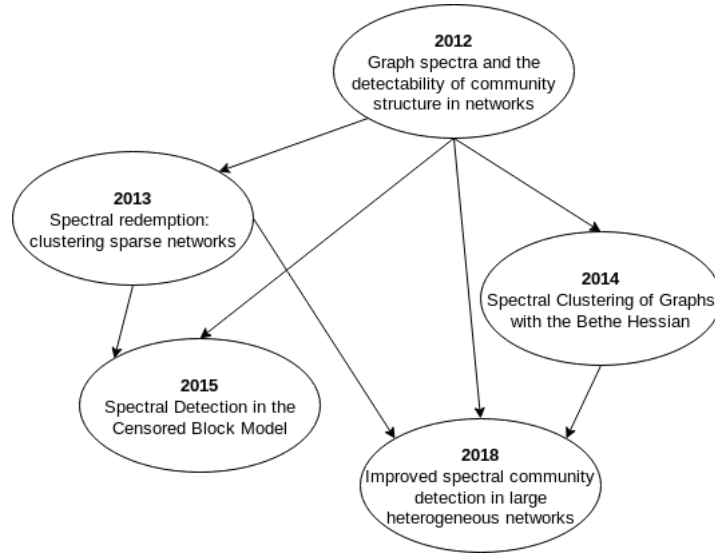 2012
Graph spectra and the
detectability of community
structure in networks
2013
Spectral redemption:
clustering sparse networks
2014
Spectral Clustering of Graphs
with the Bethe Hessian
2015
Spectral Detection in the
Censored Block Model
2018
Improved spectral community
detection in large
heterogeneous networks